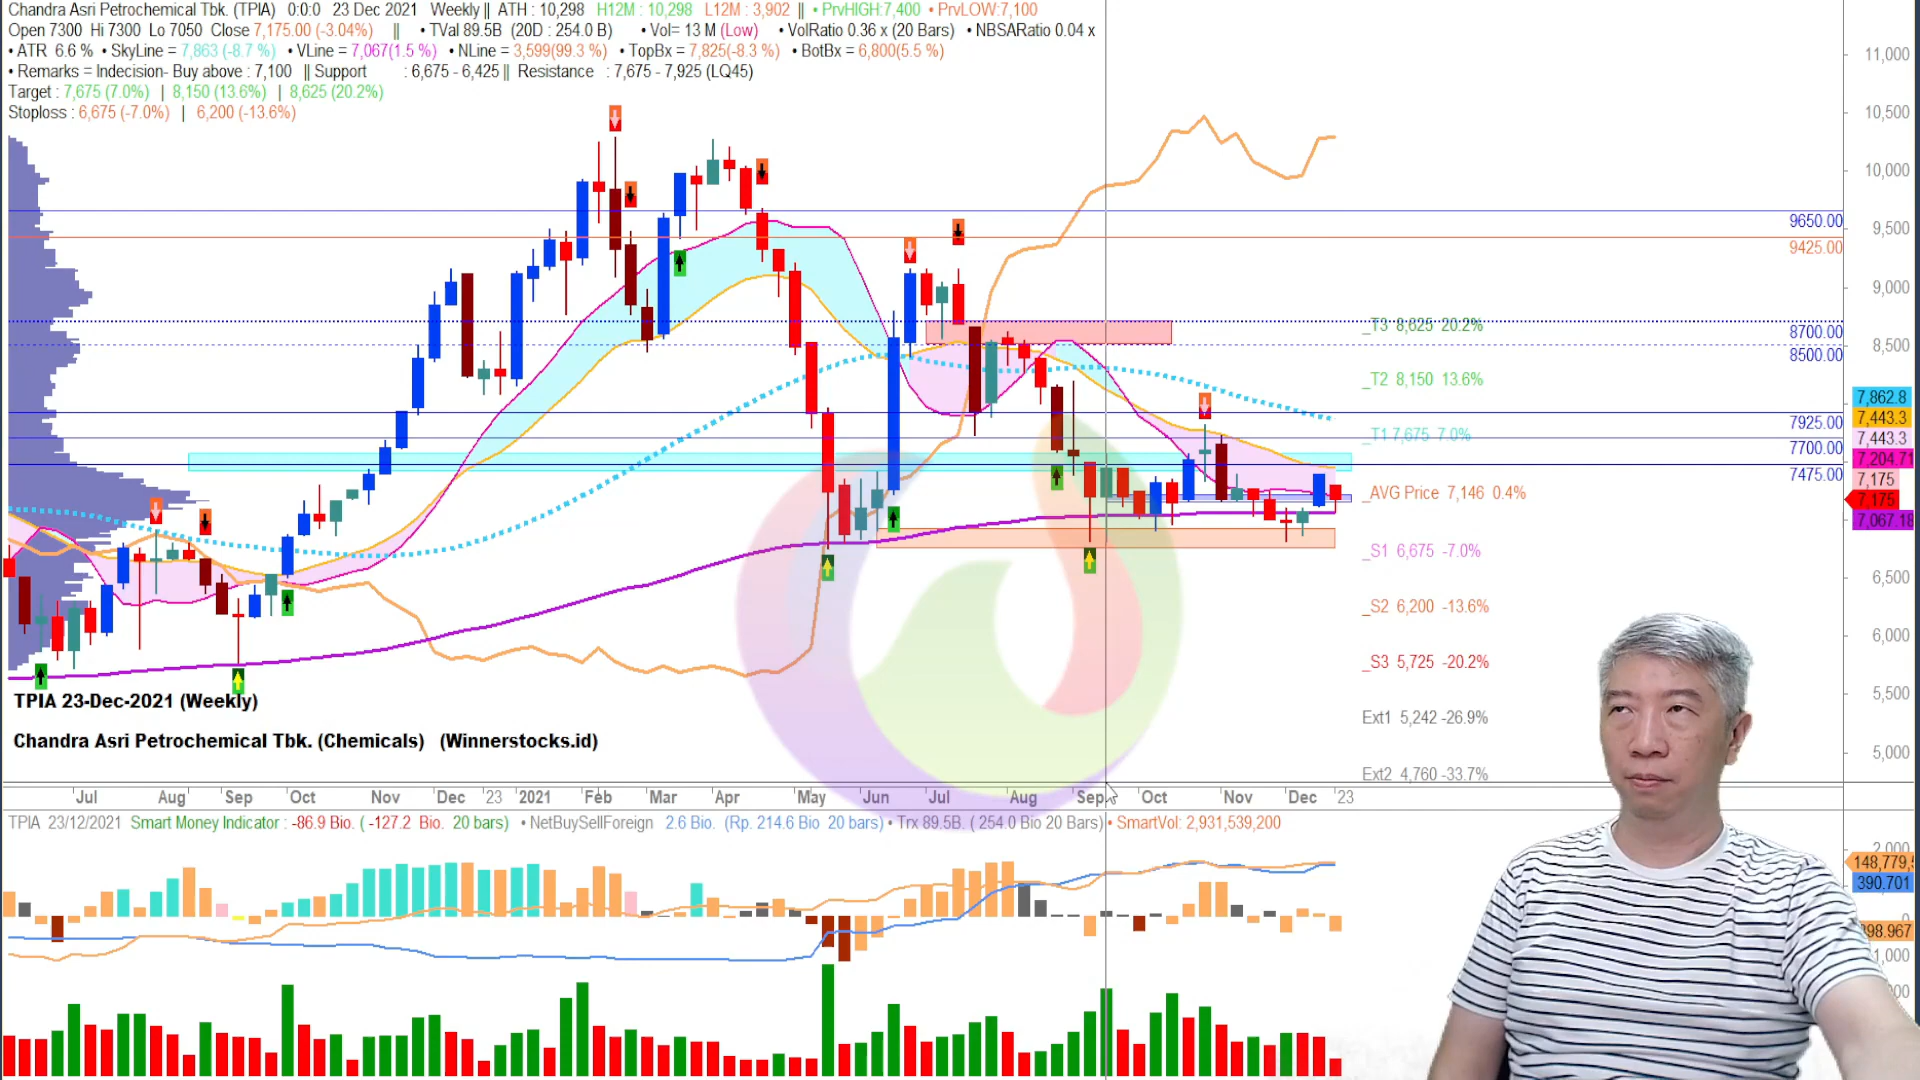 Chandra Asri Petrochemical Tbk. (TPIA) 0:0:0 23 Dec 2021 Weekly || ATH : 10,298 H12M : 10,298 L12M : 3,902 || • PrvHIGH:7,400 • PrvLOW:7,100
Open 7300 Hi 7300 Lo 7050 Close 7,175.00 (-3.04%) || • TVal 89.5B (20D : 254.0 B) • Vol= 13 M (Low) • VolRatio 0.36 x (20 Bars) • NBSARatio 0.04 x
• ATR 6.6 % • SkyLine = 7,863 (-8.7 %) • VLine = 7,067(1.5 %) • NLine = 3,599(99.3 %) • TopBx = 7,825(-8.3 %) • BotBx = 6,800(5.5 %)
• Remarks = Indecision- Buy above : 7,100 || Support : 6,675 - 6,425 || Resistance : 7,675 - 7,925 (LQ45)
Target : 7,675 (7.0%) | 8,150 (13.6%) | 8,625 (20.2%)
Stoploss : 6,675 (-7.0%) | 6,200 (-13.6%)
11,000
10,500
10,000
9,500
9,000
8,500
6,500
6,000
5,500
5,000
9650.00
9425.00
8700.00
8500.00
7925.00
7700.00
7475.00
7,862.8
7,443.3
7,443.3
7,204.71
7,175
7,175
7,067.18
_T3 8,625 20.2%
_T2 8,150 13.6%
_T1 7,675 7.0%
_AVG Price 7,146 0.4%
_S1 6,675 -7.0%
_S2 6,200 -13.6%
_S3 5,725 -20.2%
Ext1 5,242 -26.9%
Ext2 4,760 -33.7%
TPIA 23-Dec-2021 (Weekly)
Chandra Asri Petrochemical Tbk. (Chemicals) (Winnerstocks.id)
Jul Aug Sep Oct Nov Dec 23 2021 Feb Mar Apr May Jun Jul Aug Sep Oct Nov Dec 23
TPIA 23/12/2021 Smart Money Indicator : -86.9 Bio. ( -127.2 Bio. 20 bars) • NetBuySellForeign 2.6 Bio. (Rp. 214.6 Bio 20 bars) • Trx 89.5B. ( 254.0 Bio 20 Bars) • SmartVol: 2,931,539,200
148,779,
390.701